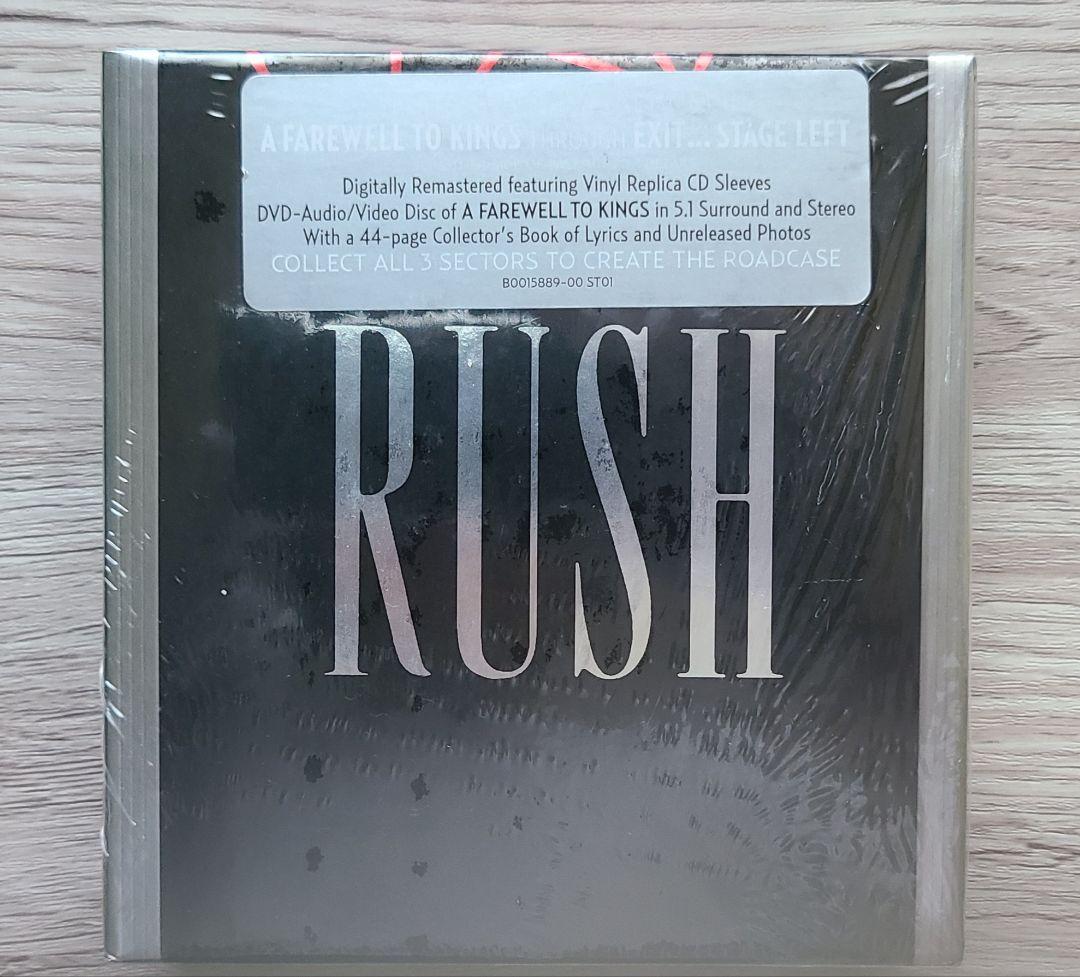 A FAREWELL TO KINGS THROUGH EXIT... STAGE LEFT
Digitally Remastered featuring Vinyl Replica CD Sleeves
DVD-Audio/Video Disc of A FAREWELL TO KINGS in 5.1 Surround and Stereo
With a 44-page Collector's Book of Lyrics and Unreleased Photos
COLLECT ALL 3 SECTORS TO CREATE THE ROADCASE
B0015889-00 ST01
RUSH